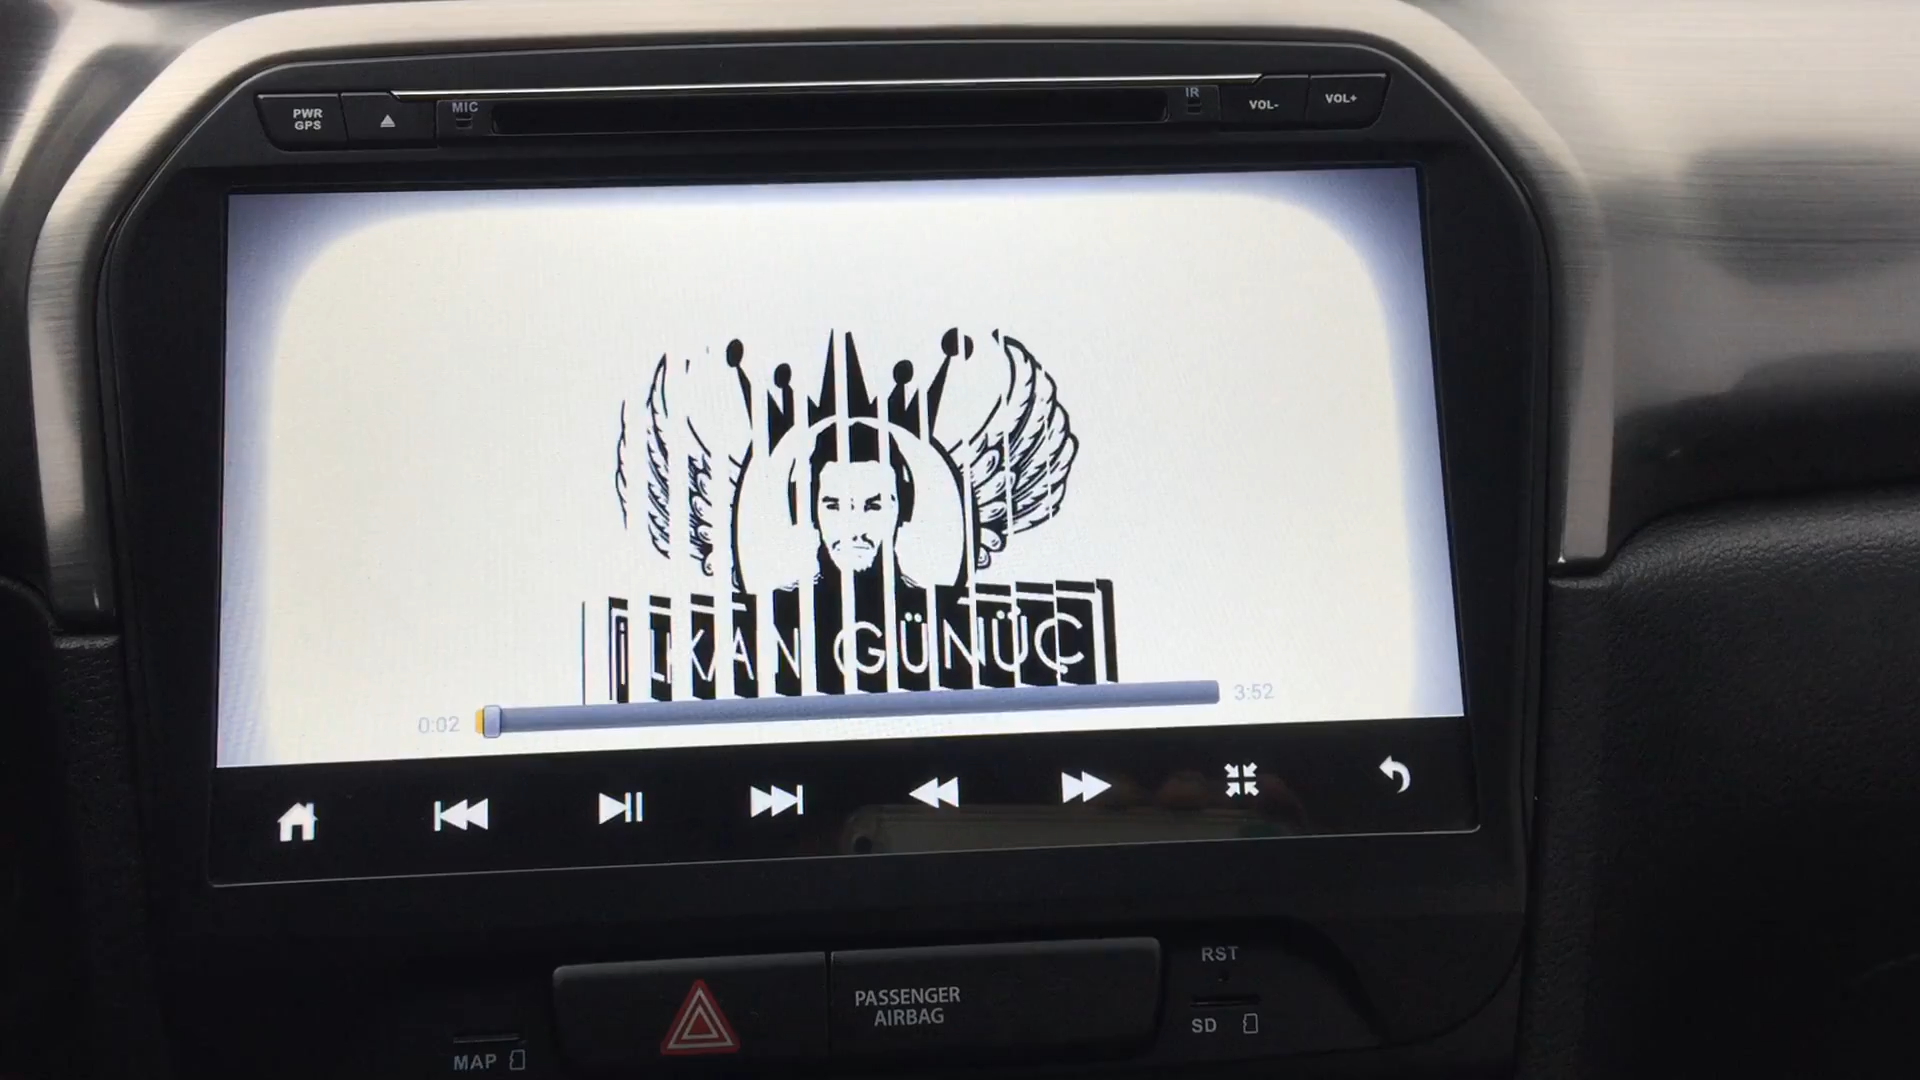 PWR
GPS
MIC
IR
VOL-
VOL+
İLKAN GÜNÜÇ
0:02
3:52
PASSENGER
AIRBAG
RST
SD
MAP